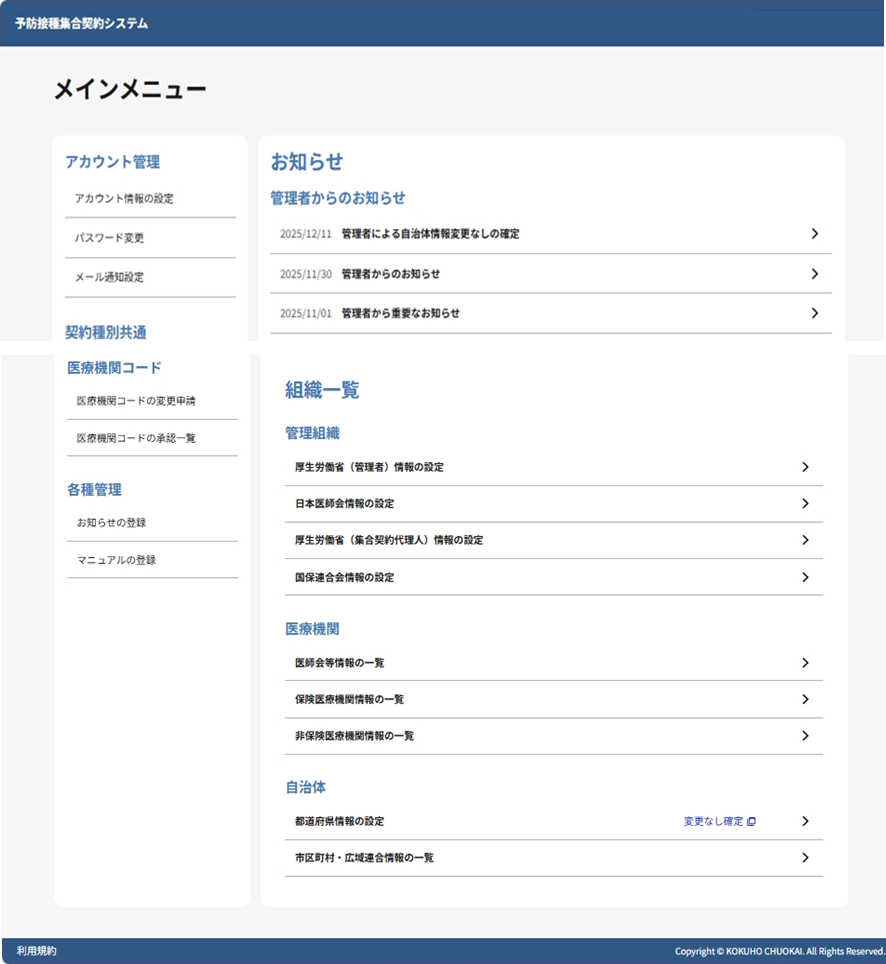 予防接種集合契約システム
メインメニュー
アカウント管理
アカウント情報の設定
パスワード変更
メール通知設定
契約種別共通
医療機関コード
医療機関コードの変更申請
医療機関コードの承認一覧
各種管理
お知らせの登録
マニュアルの登録
お知らせ
管理者からのお知らせ
2025/12/11 管理者による自治体情報変更なしの確定
2025/11/30 管理者からのお知らせ
2025/11/01 管理者から重要なお知らせ
組織一覧
管理組織
厚生労働省（管理者）情報の設定
日本医師会情報の設定
厚生労働省（集合契約代理人）情報の設定
国保連合会情報の設定
医療機関
医師会等情報の一覧
保険医療機関情報の一覧
非保険医療機関情報の一覧
自治体
都道府県情報の設定 変更なし確定
市区町村・広域連合情報の一覧
利用規約
Copyright © KOKUHO CHUOKAI. All Rights Reserved.